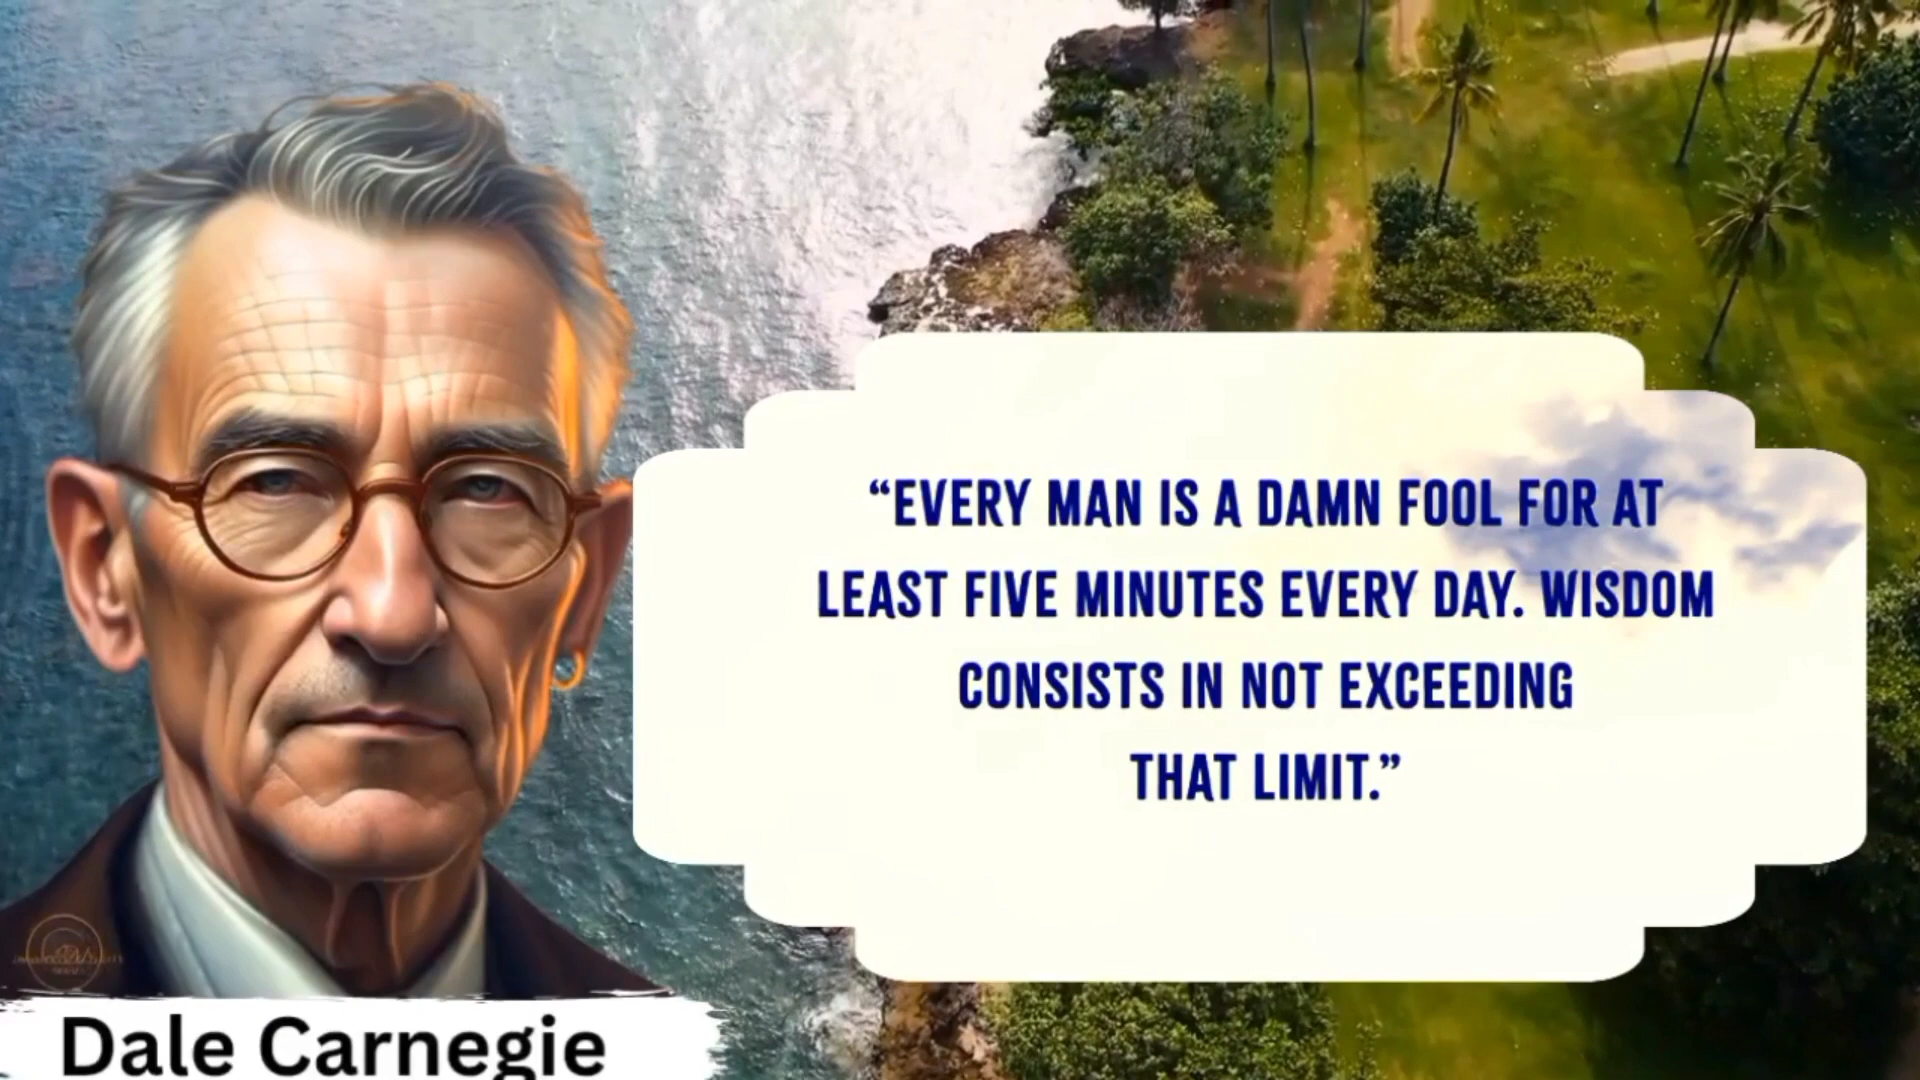 “EVERY MAN IS A DAMN FOOL FOR AT
LEAST FIVE MINUTES EVERY DAY. WISDOM
CONSISTS IN NOT EXCEEDING
THAT LIMIT.”
Dale Carnegie